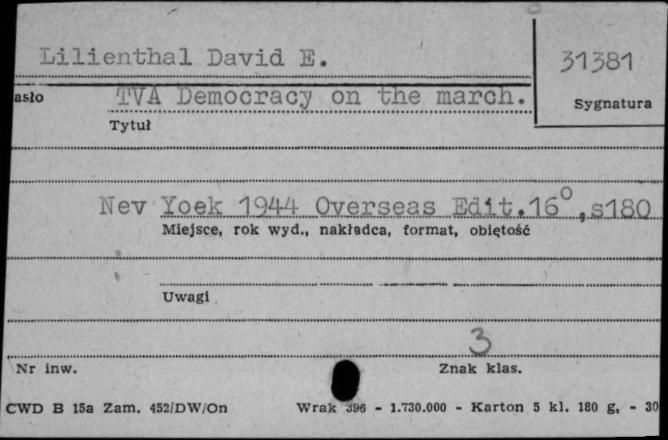 Lilienthal David E.
31381
asło TVA Democracy on the march.
Sygnatura
Tytuł
Nev Yoek 1944 Overseas Edit.16°,s180
Miejsce, rok wyd., nakładca, format, obiętość
Uwagi
3
Nr inw. Znak klas.
CWD B 15a Zam. 452/DW/On Wrak 396 - 1.730.000 - Karton 5 kl. 180 g, - 30